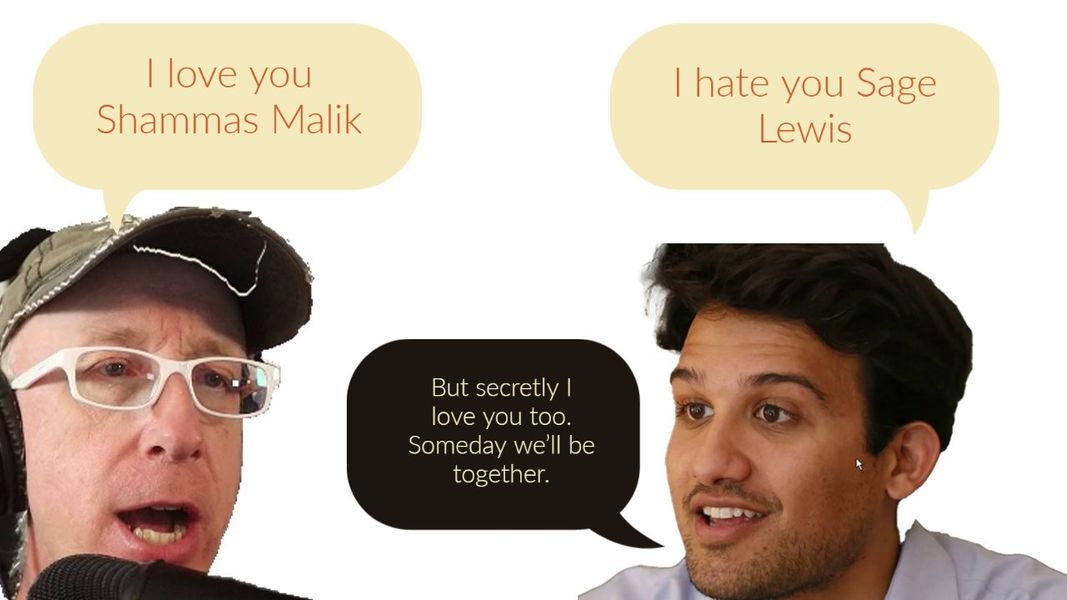 I love you
Shammas Malik
I hate you Sage
Lewis
But secretly I
love you too.
Someday we'll be
together.